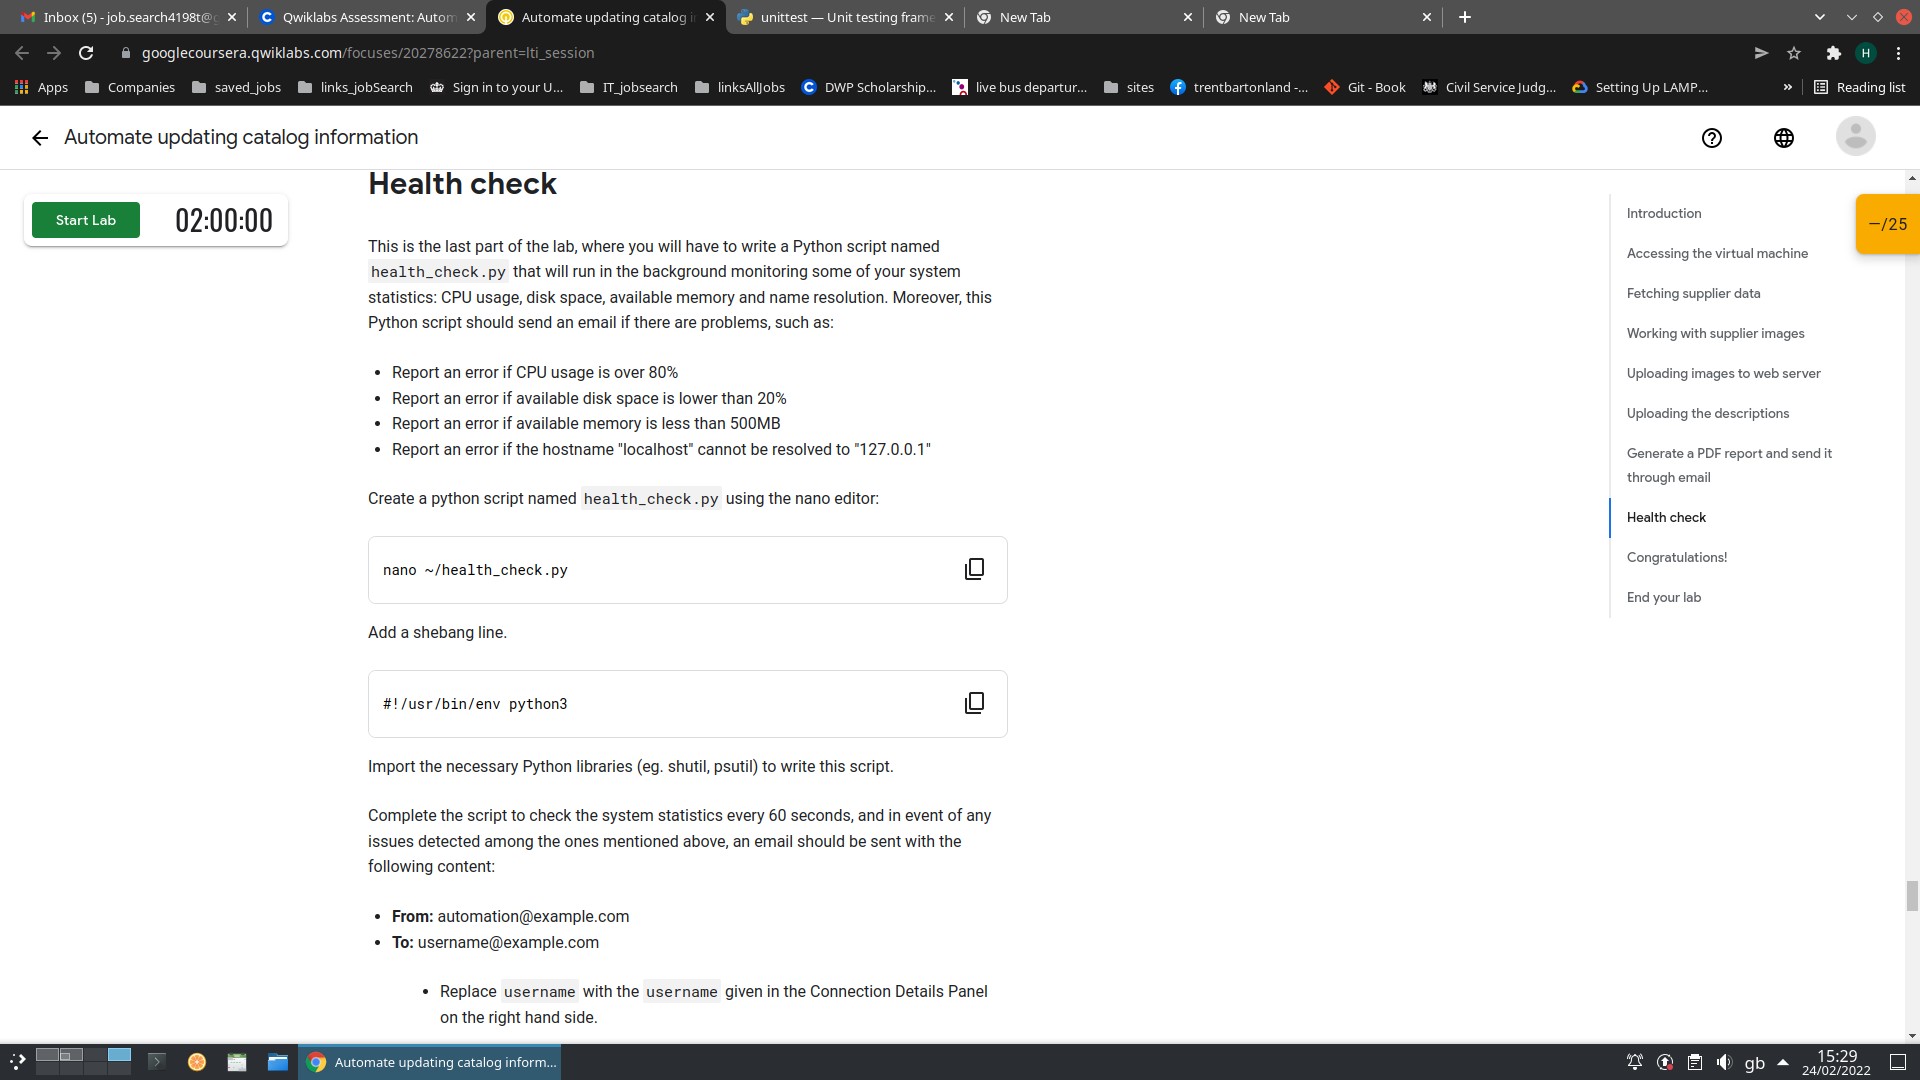 Inbox (5) - job.search4198t@g
Qwiklabs Assessment: Autom
Automate updating catalog i
unittest — Unit testing frame
New Tab
New Tab
googlecoursera.qwiklabs.com/focuses/20278622?parent=lti_session
H
Apps
Companies
saved_jobs
links_jobSearch
Sign in to your U...
IT_jobsearch
linksAllJobs
DWP Scholarship...
live bus departur...
sites
trentbartonland -...
Git - Book
Civil Service Judg...
Setting Up LAMP...
»
Reading list
Automate updating catalog information
Start Lab
02:00:00
—/25
Health check
This is the last part of the lab, where you will have to write a Python script named
health_check.py that will run in the background monitoring some of your system
statistics: CPU usage, disk space, available memory and name resolution. Moreover, this
Python script should send an email if there are problems, such as:
• Report an error if CPU usage is over 80%
• Report an error if available disk space is lower than 20%
• Report an error if available memory is less than 500MB
• Report an error if the hostname "localhost" cannot be resolved to "127.0.0.1"
Create a python script named health_check.py using the nano editor:
nano ~/health_check.py
Add a shebang line.
#!/usr/bin/env python3
Import the necessary Python libraries (eg. shutil, psutil) to write this script.
Complete the script to check the system statistics every 60 seconds, and in event of any
issues detected among the ones mentioned above, an email should be sent with the
following content:
• From: automation@example.com
• To: username@example.com
• Replace username with the username given in the Connection Details Panel
on the right hand side.
Introduction
Accessing the virtual machine
Fetching supplier data
Working with supplier images
Uploading images to web server
Uploading the descriptions
Generate a PDF report and send it
through email
Health check
Congratulations!
End your lab
Automate updating catalog inform...
gb
15:29
24/02/2022